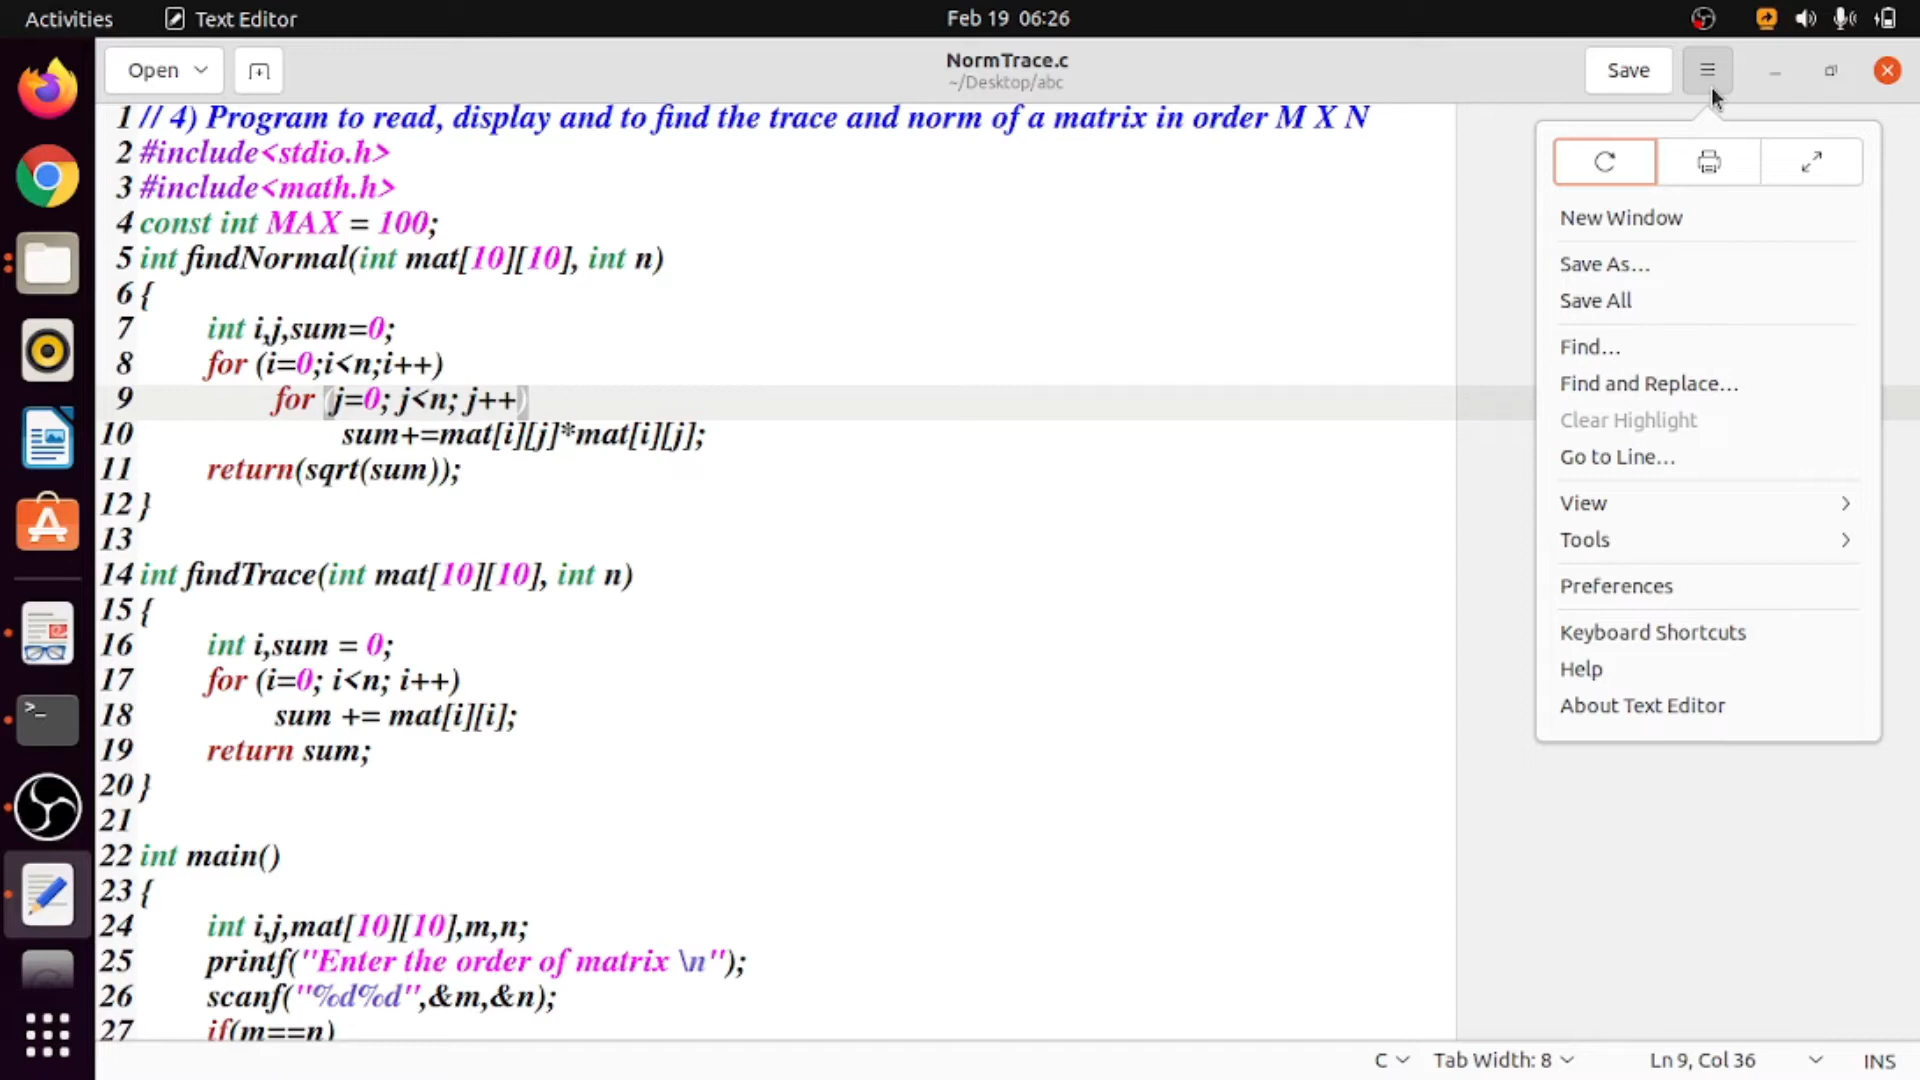 Activities
Text Editor
Feb 19 06:26
Open
NormTrace.c
~/Desktop/abc
Save
1 // 4) Program to read, display and to find the trace and norm of a matrix in order M X N
2 #include<stdio.h>
3 #include<math.h>
4 const int MAX = 100;
5 int findNormal(int mat[10][10], int n)
6 {
7 int i,j,sum=0;
8 for (i=0;i<n;i++)
9 for (j=0; j<n; j++)
10 sum+=mat[i][j]*mat[i][j];
11 return(sqrt(sum));
12 }
13
14 int findTrace(int mat[10][10], int n)
15 {
16 int i,sum = 0;
17 for (i=0; i<n; i++)
18 sum += mat[i][i];
19 return sum;
20 }
21
22 int main()
23 {
24 int i,j,mat[10][10],m,n;
25 printf("Enter the order of matrix \n");
26 scanf("%d%d",&m,&n);
27 if(m==n)
New Window
Save As...
Save All
Find...
Find and Replace...
Clear Highlight
Go to Line...
View
Tools
Preferences
Keyboard Shortcuts
Help
About Text Editor
C
Tab Width: 8
Ln 9, Col 36
INS